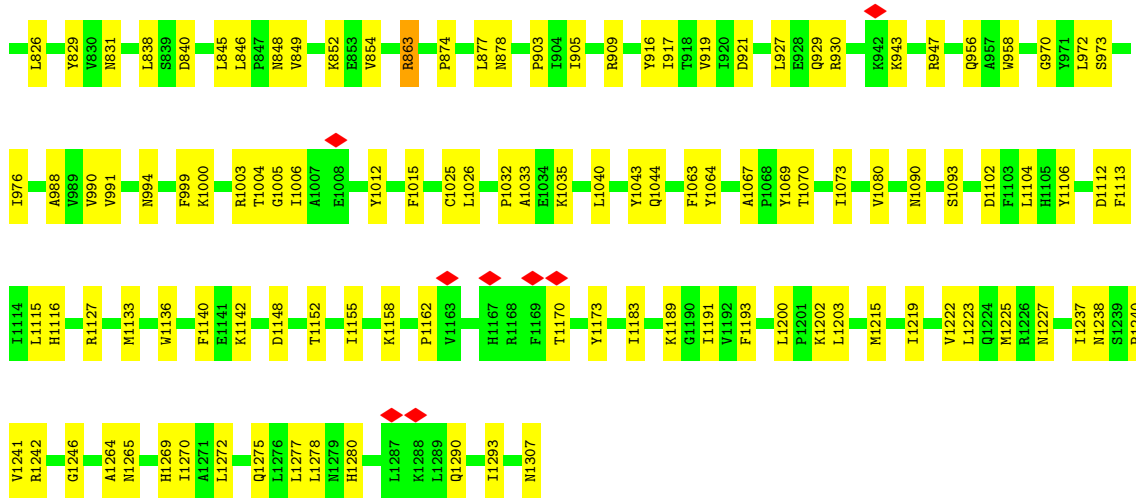 L826 Y829 V830 N831 L838 S839 D840 L845 L846 P847 N848 V849 K852 E853 V854 R863 P874 L877 N878 P903 I904 I905 R909 Y916 I917 T918 V919 I920 D921 L927 E928 Q929 R930 K942 K943 R947 Q956 A957 W958 G970 Y971 L972 S973
I976 A988 V989 V990 V991 N994 F999 K1000 R1003 T1004 G1005 I1006 A1007 E1008 Y1012 F1015 C1025 L1026 P1032 A1033 E1034 K1035 L1040 Y1043 Q1044 F1063 Y1064 A1067 P1068 Y1069 T1070 I1073 V1080 N1090 S1093 D1102 F1103 L1104 H1105 Y1106 D1112 F1113
I1114 L1115 H1116 R1127 M1133 W1136 F1140 E1141 K1142 D1148 T1152 I1155 K1158 P1162 V1163 H1167 R1168 F1169 T1170 Y1173 I1183 K1189 G1190 I1191 V1192 F1193 L1200 P1201 K1202 L1203 M1215 I1219 V1222 L1223 Q1224 M1225 R1226 N1227 I1237 N1238 S1239
V1241 R1242 G1246 A1264 N1265 H1269 I1270 A1271 L1272 Q1275 L1276 L1277 L1278 N1279 H1280 L1287 K1288 L1289 Q1290 I1293 N1307